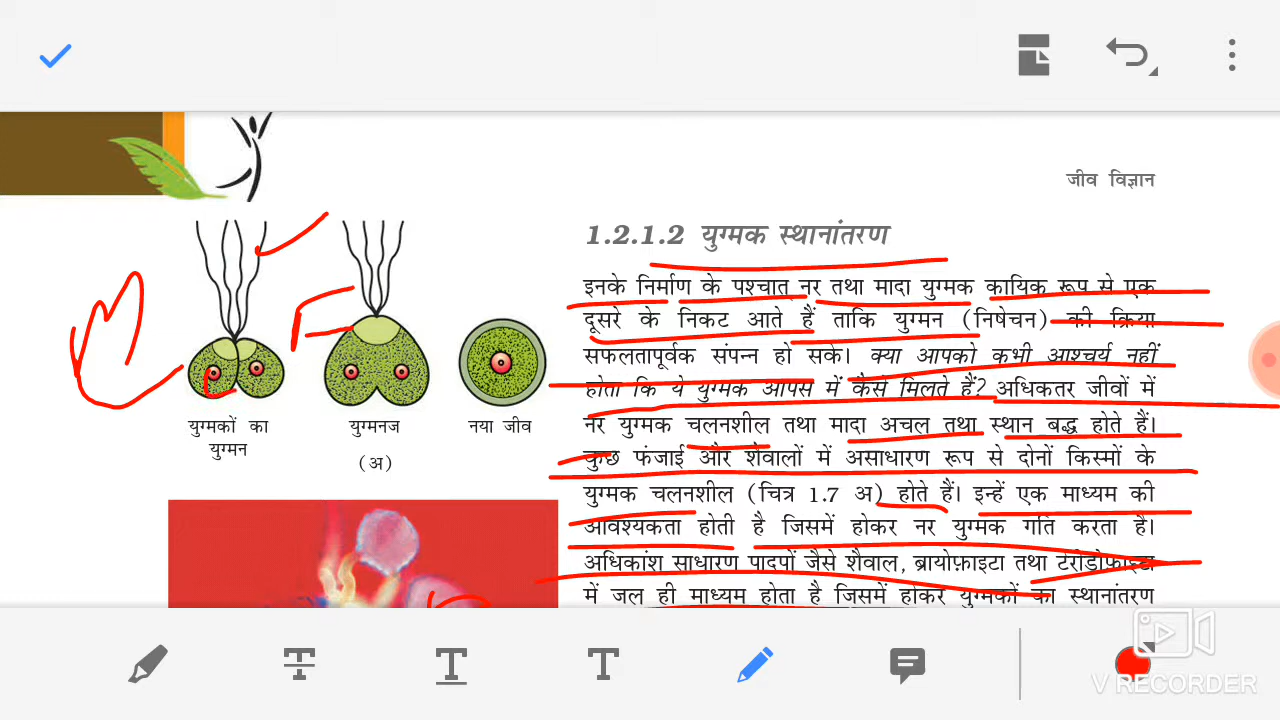 जीव विज्ञान
1.2.1.2 युग्मक स्थानांतरण
इनके निर्माण के पश्चात् नर तथा मादा युग्मक कायिक रूप से एक
दूसरे के निकट आते हैं ताकि युग्मन (निषेचन) की क्रिया
सफलतापूर्वक संपन्न हो सके। क्या आपको कभी आश्चर्य नहीं
होता कि ये युग्मक आपस में कैसे मिलते हैं? अधिकतर जीवों में
नर युग्मक चलनशील तथा मादा अचल तथा स्थान बद्ध होते हैं।
कुछ फंजाई और शैवालों में असाधारण रूप से दोनों किस्मों के
युग्मक चलनशील (चित्र 1.7 अ) होते हैं। इन्हें एक माध्यम की
आवश्यकता होती है जिसमें होकर नर युग्मक गति करता है।
अधिकांश साधारण पादपों जैसे शैवाल, ब्रायोफ़ाइटा तथा टेरीडोफ़ाइटा
में जल ही माध्यम होता है जिसमें होकर युग्मकों का स्थानांतरण
युग्मकों का
युग्मन
युग्मनज
नया जीव
(अ)
T
T
T
V RECORDER